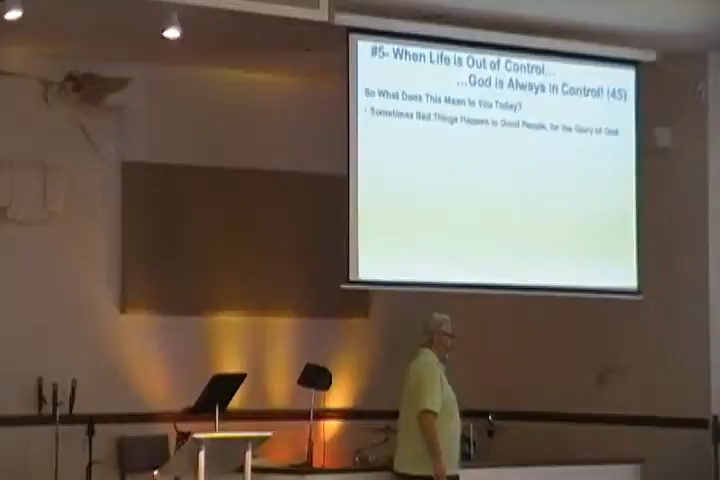 #5- When Life is Out of Control...
...God is Always in Control! (45)
So What Does This Mean to You Today?
- Sometimes Bad Things Happen to Good People, for the Glory of God